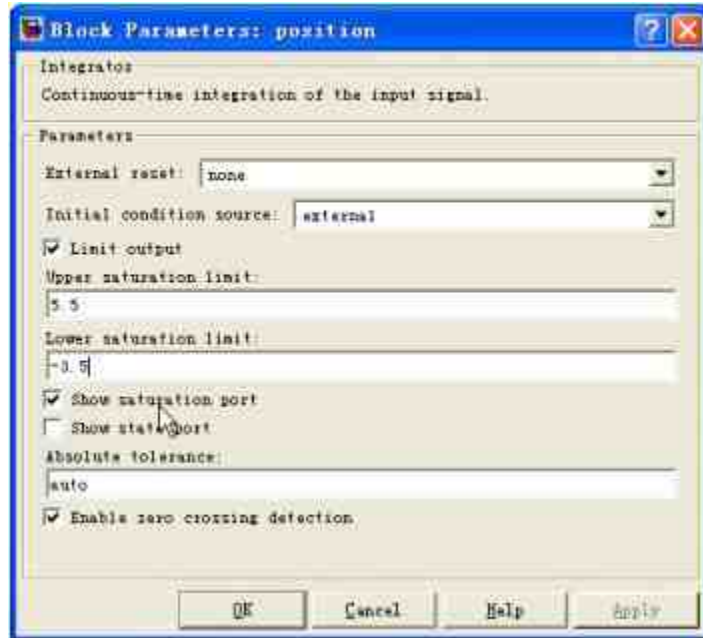 Block Parameters: position
Integrator
Continuous-time integration of the input signal.
Parameters
External reset: none
Initial condition source: external
Limit output
Upper saturation limit:
5.5
Lower saturation limit:
-3.5
Show saturation port
Show state port
Absolute tolerance:
auto
Enable zero crossing detection
OK Cancel Help Apply